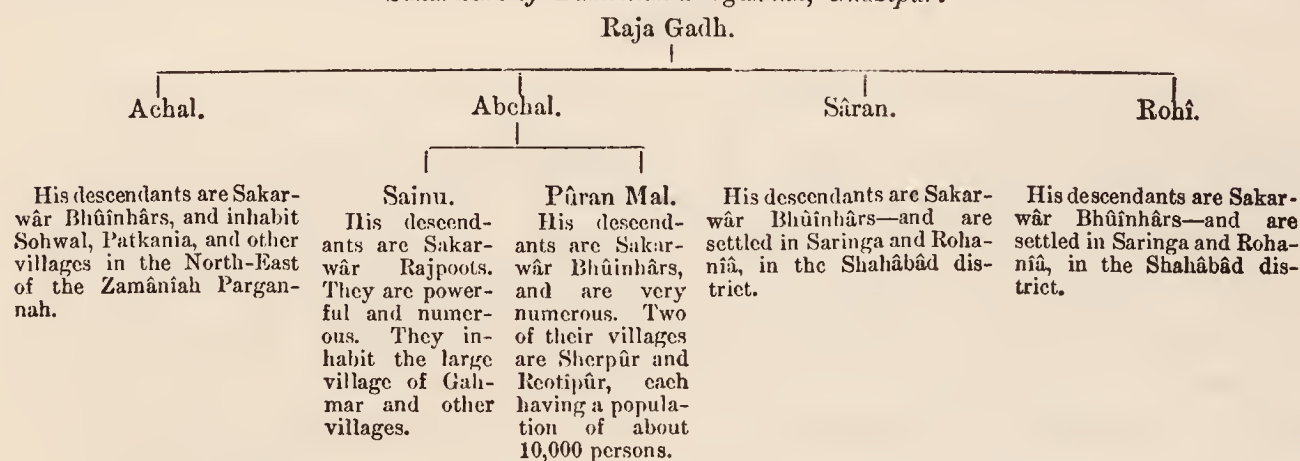 Raja Gadh.
Achal.
Abchal.
Sâran.
Rohî.
His descendants are Sakar-
wâr Bhûînhârs, and inhabit
Sohwal, Patkania, and other
villages in the North-East
of the Zamânîah Pargan-
nah.
Sainu.
His descend-
ants are Sakar-
wâr Rajpoots.
They are power-
ful and numer-
ous. They in-
habit the large
village of Gah-
mar and other
villages.
Pûran Mal.
His descend-
ants are Sakar-
wâr Bhûinhârs,
and are very
numerous. Two
of their villages
are Sherpûr and
Reotîpûr, each
having a popula-
tion of about
10,000 persons.
His descendants are Sakar-
wâr Bhûînhârs—and are
settled in Saringa and Roha-
nîâ, in the Shahâbâd dis-
trict.
His descendants are Sakar-
wâr Bhûînhârs—and are
settled in Saringa and Roha-
nîâ, in the Shahâbâd dis-
trict.